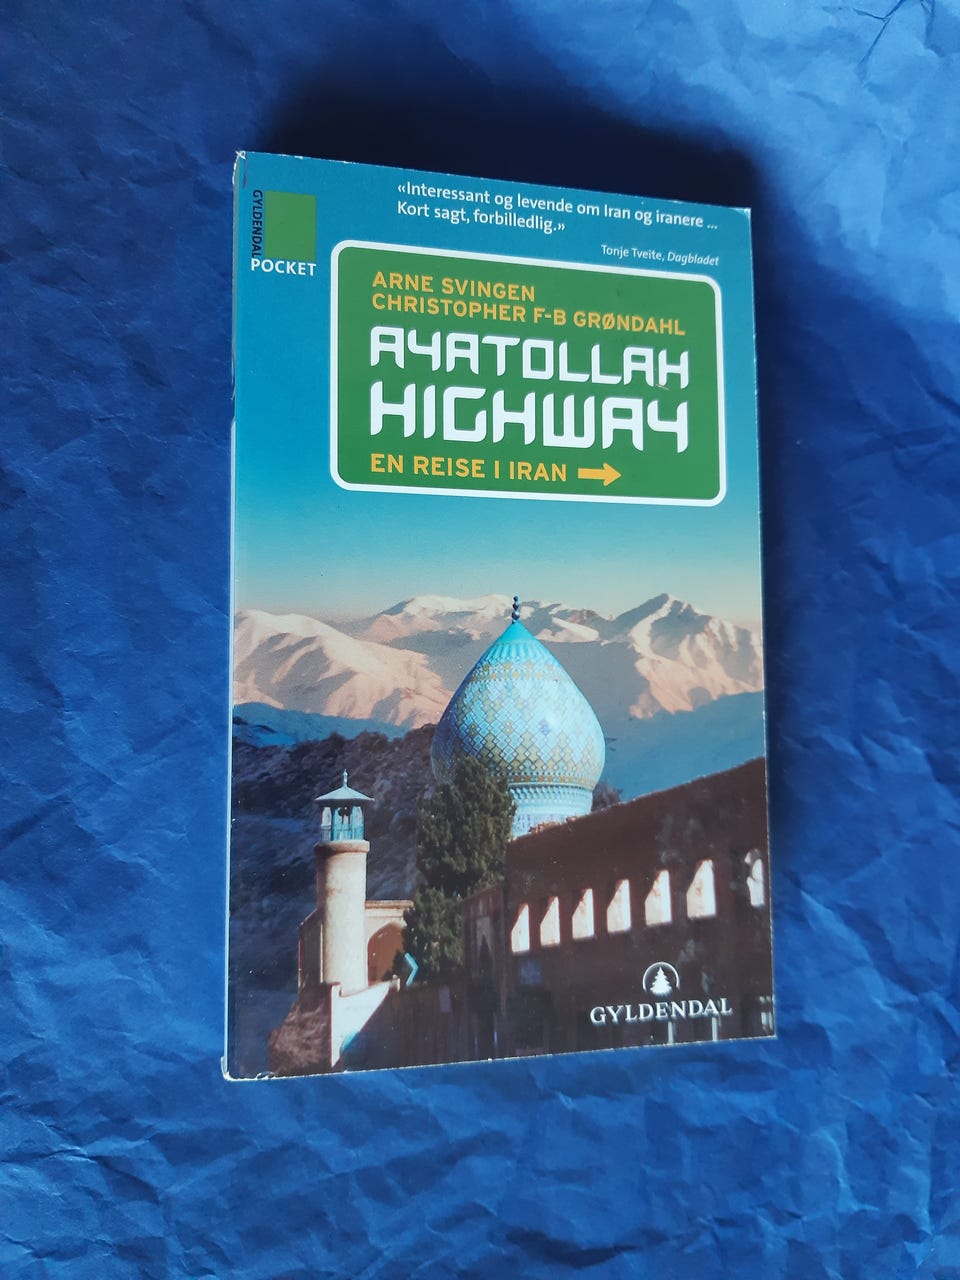 GYLDENDAL
POCKET
«Interessant og levende om Iran og iranere ...
Kort sagt, forbilledlig.»
Tonje Tveite, Dagbladet
ARNE SVINGEN
CHRISTOPHER F-B GRØNDAHL
AYATOLLAH
HIGHWAY
EN REISE I IRAN
GYLDENDAL